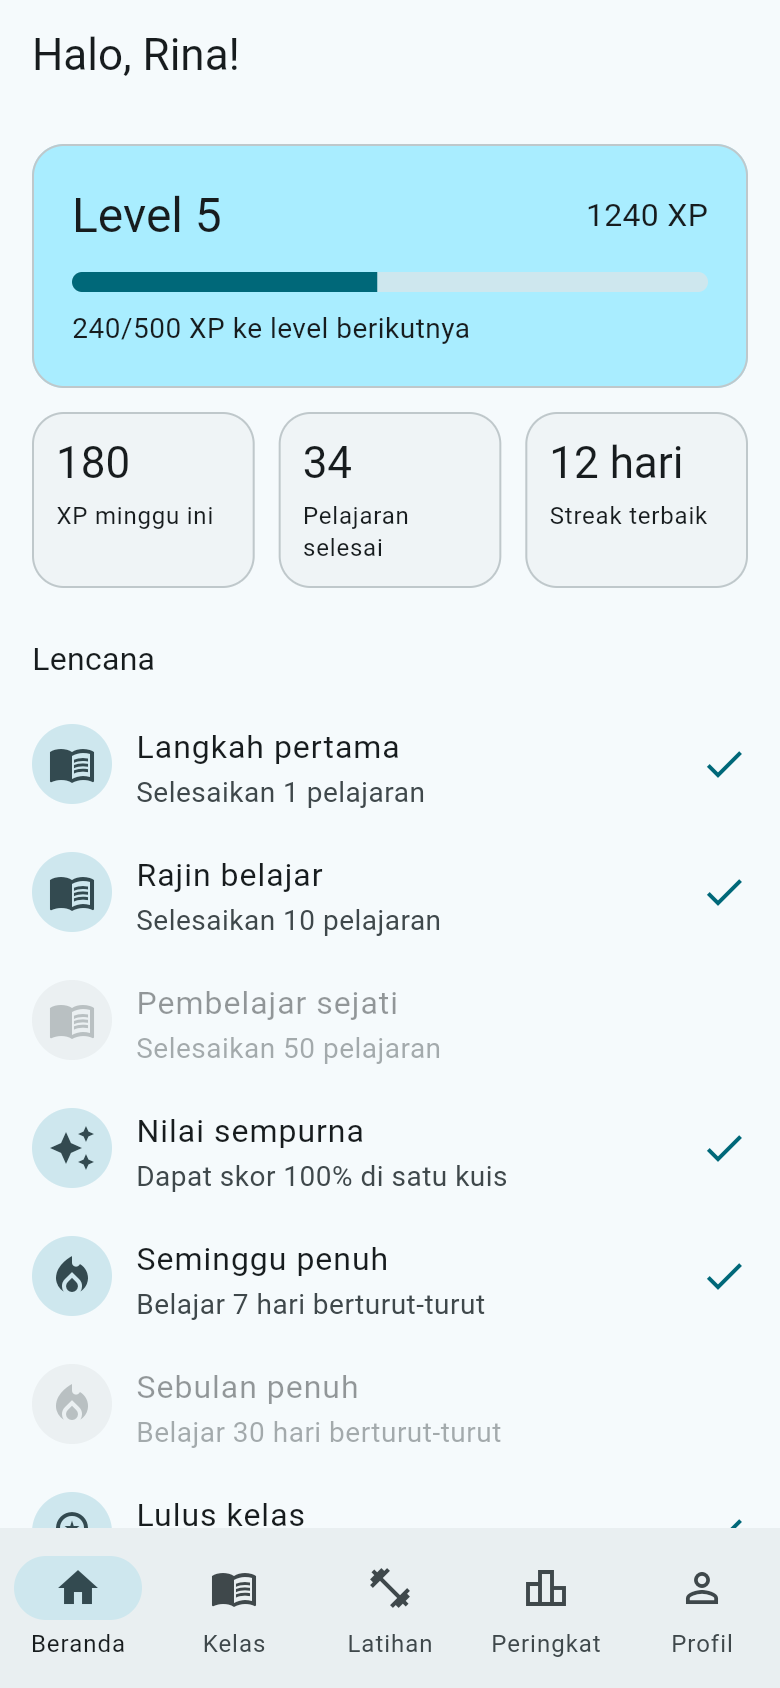 Halo, Rina!
Level 5
1240 XP
240/500 XP ke level berikutnya
180
XP minggu ini
34
Pelajaran
selesai
12 hari
Streak terbaik
Lencana
Langkah pertama
Selesaikan 1 pelajaran
Rajin belajar
Selesaikan 10 pelajaran
Pembelajar sejati
Selesaikan 50 pelajaran
Nilai sempurna
Dapat skor 100% di satu kuis
Seminggu penuh
Belajar 7 hari berturut-turut
Sebulan penuh
Belajar 30 hari berturut-turut
Lulus kelas
Beranda
Kelas
Latihan
Peringkat
Profil